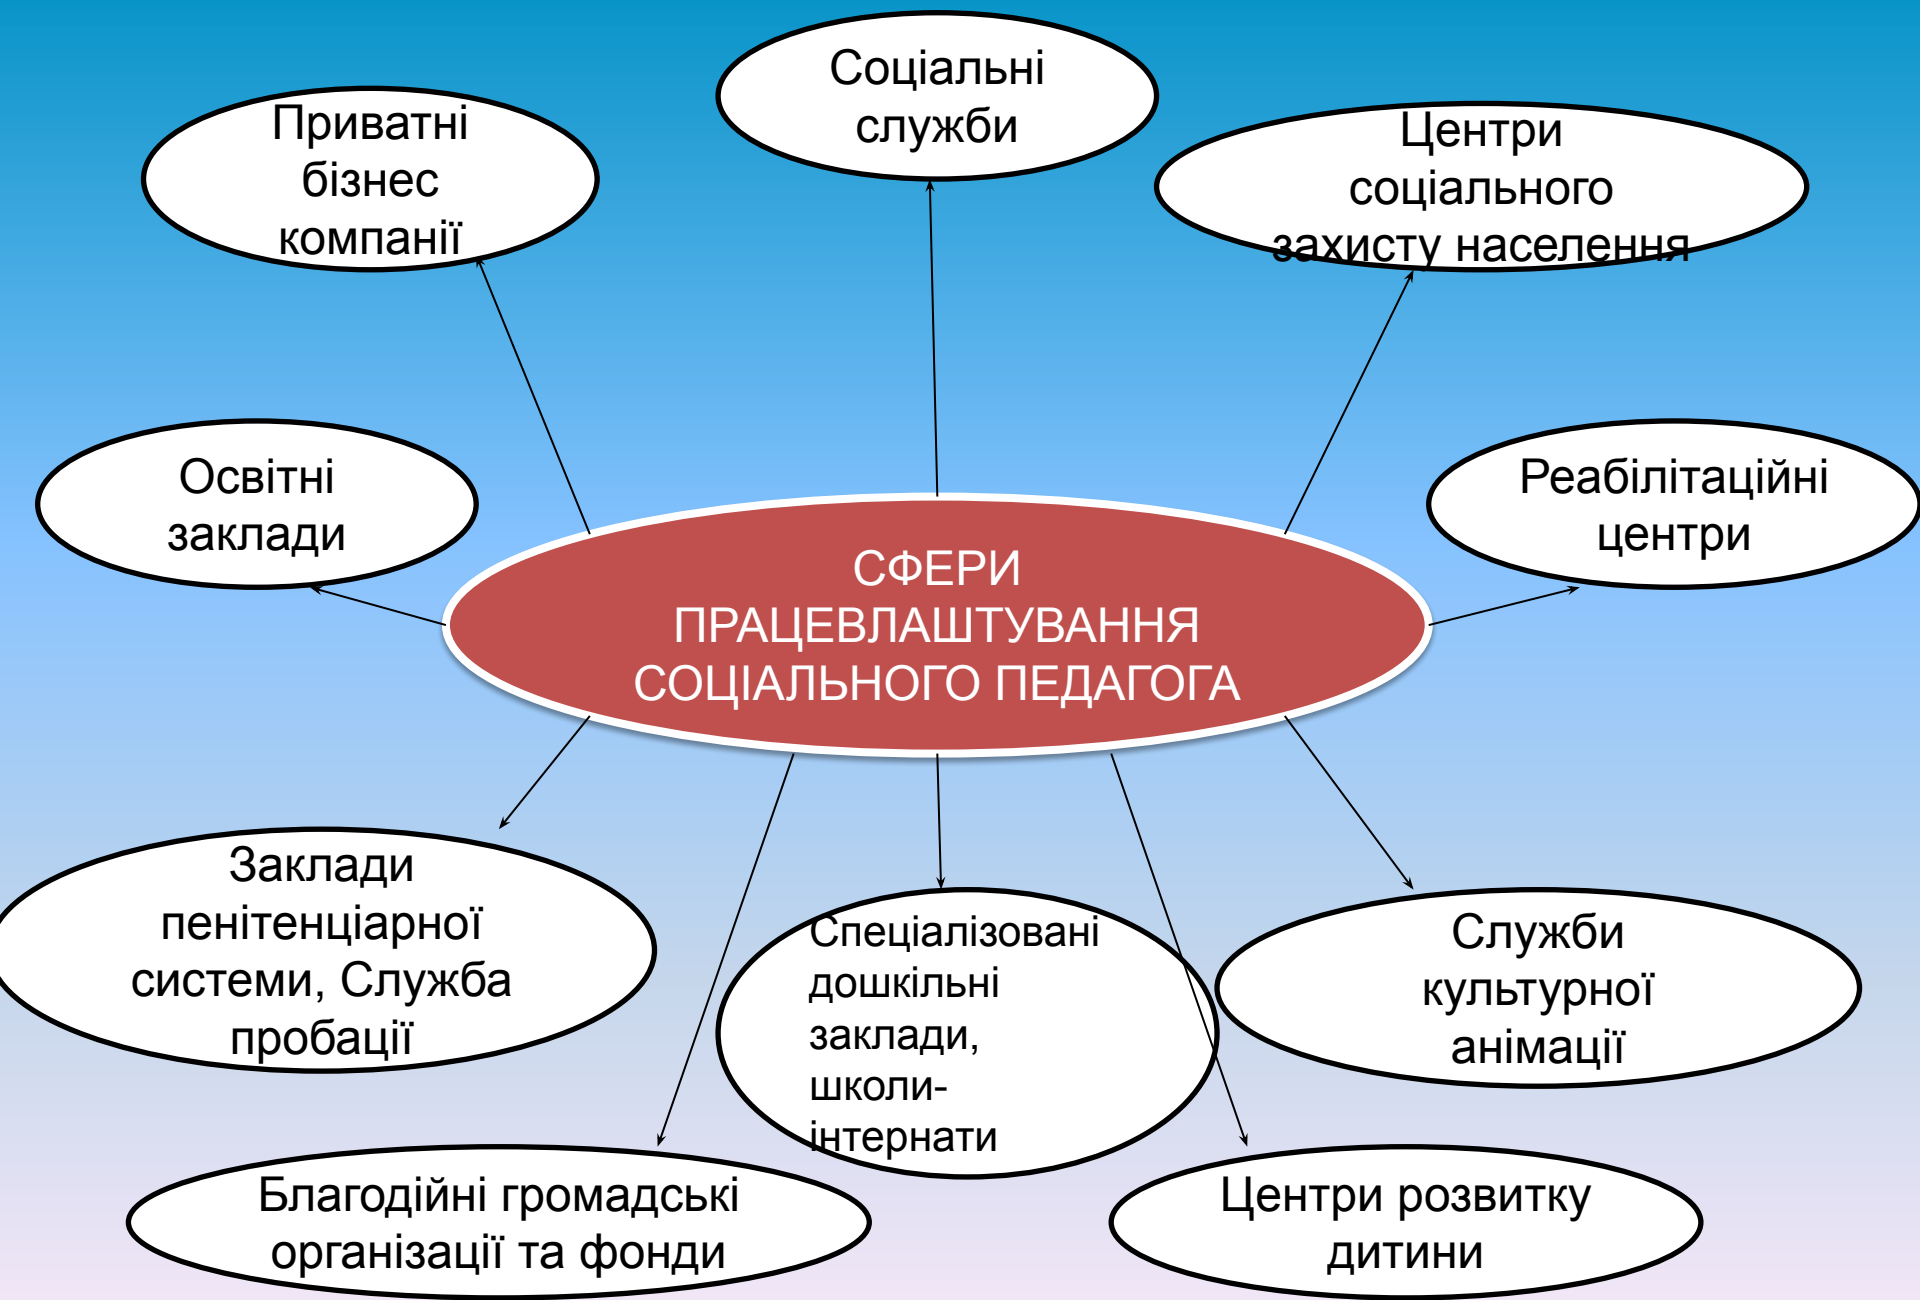 Соціальні
служби
Приватні
бізнес
компанії
Центри
соціального
захисту населення
Освітні
заклади
Реабілітаційні
центри
СФЕРИ
ПРАЦЕВЛАШТУВАННЯ
СОЦІАЛЬНОГО ПЕДАГОГА
Заклади
пенітенціарної
системи, Служба
пробації
Спеціалізовані
дошкільні
заклади,
школи-
інтернати
Служби
культурної
анімації
Благодійні громадські
організації та фонди
Центри розвитку
дитини